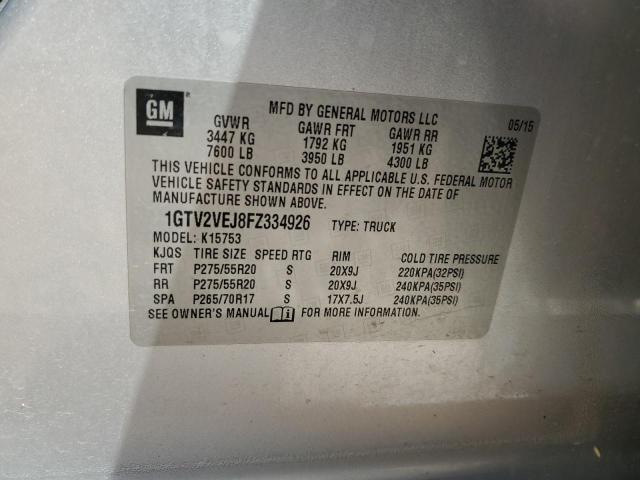 GM
MFD BY GENERAL MOTORS LLC
05/15
GVWR GAWR FRT GAWR RR
3447 KG 1792 KG 1951 KG
7600 LB 3950 LB 4300 LB
THIS VEHICLE CONFORMS TO ALL APPLICABLE U.S. FEDERAL MOTOR
VEHICLE SAFETY STANDARDS IN EFFECT ON THE DATE OF
MANUFACTURE SHOWN ABOVE.
1GTV2VEJ8FZ334926 TYPE: TRUCK
MODEL: K15753
KJQS TIRE SIZE SPEED RTG RIM COLD TIRE PRESSURE
FRT P275/55R20 S 20X9J 220KPA(32PSI)
RR P275/55R20 S 20X9J 240KPA(35PSI)
SPA P265/70R17 S 17X7.5J 240KPA(35PSI)
SEE OWNER'S MANUAL FOR MORE INFORMATION.